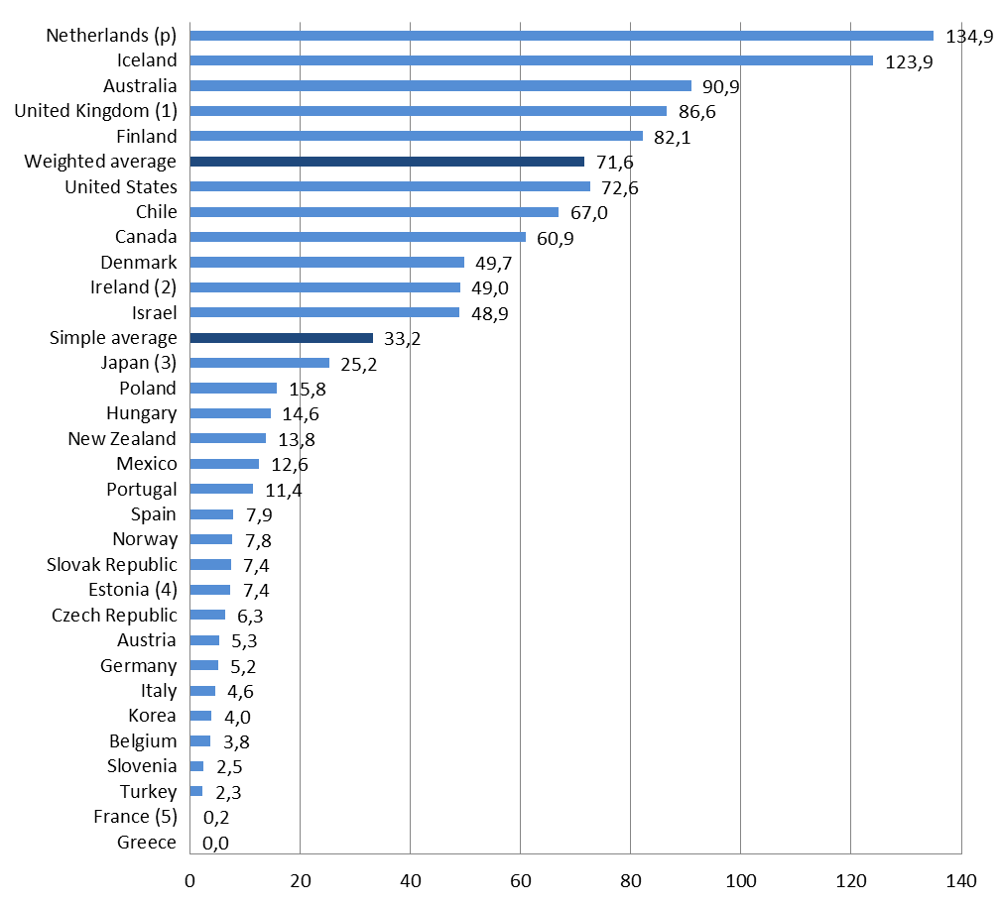 Netherlands (p) 134,9
Iceland 123,9
Australia 90,9
United Kingdom (1) 86,6
Finland 82,1
Weighted average 71,6
United States 72,6
Chile 67,0
Canada 60,9
Denmark 49,7
Ireland (2) 49,0
Israel 48,9
Simple average 33,2
Japan (3) 25,2
Poland 15,8
Hungary 14,6
New Zealand 13,8
Mexico 12,6
Portugal 11,4
Spain 7,9
Norway 7,8
Slovak Republic 7,4
Estonia (4) 7,4
Czech Republic 6,3
Austria 5,3
Germany 5,2
Italy 4,6
Korea 4,0
Belgium 3,8
Slovenia 2,5
Turkey 2,3
France (5) 0,2
Greece 0,0
0 20 40 60 80 100 120 140